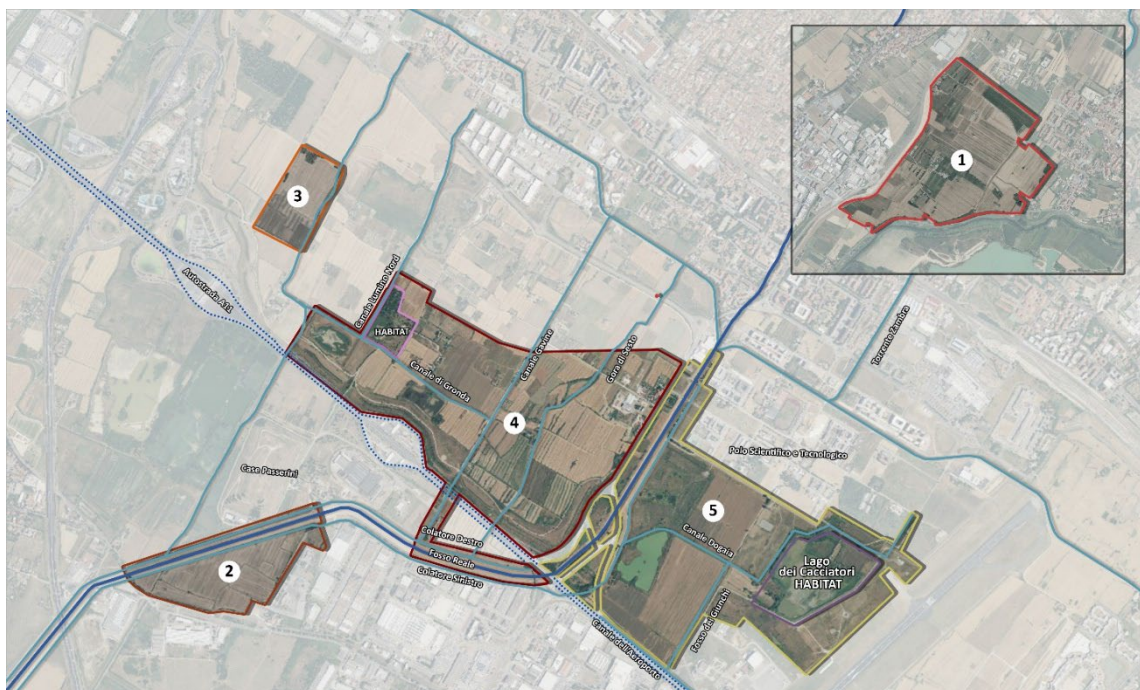 1
3
Autostrada A11
Canale Lumino Nord
HABITAT
Canale di Gronda
Canale Gavine
Gora di Sesto
Torrente Zambra
4
Case Passerini
Polo Scientifico e Tecnologico
5
Colatore Destro
Fosso Reale
Colatore Sinistro
Canale Dogaia
Lago
dei Cacciatori
HABITAT
2
Fosso dei Giunchi
Canale dell'Aeroporto